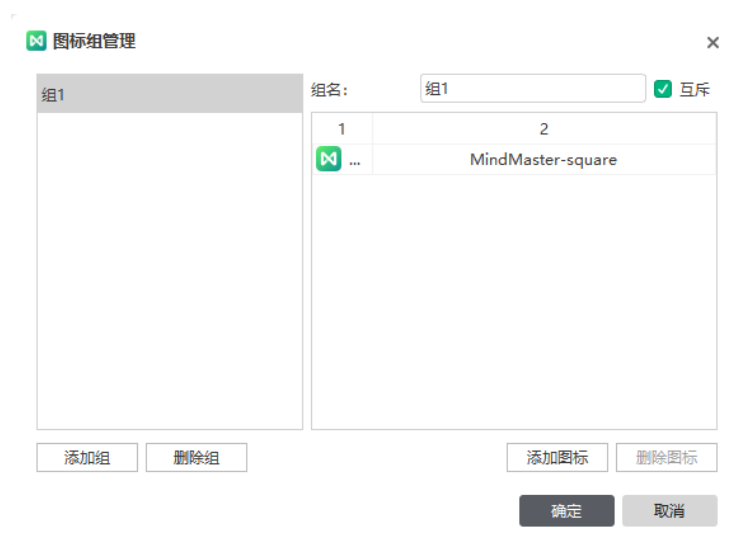 图标组管理
组1
组名：
组1
互斥
1
2
...
MindMaster-square
添加组
删除组
添加图标
删除图标
确定
取消